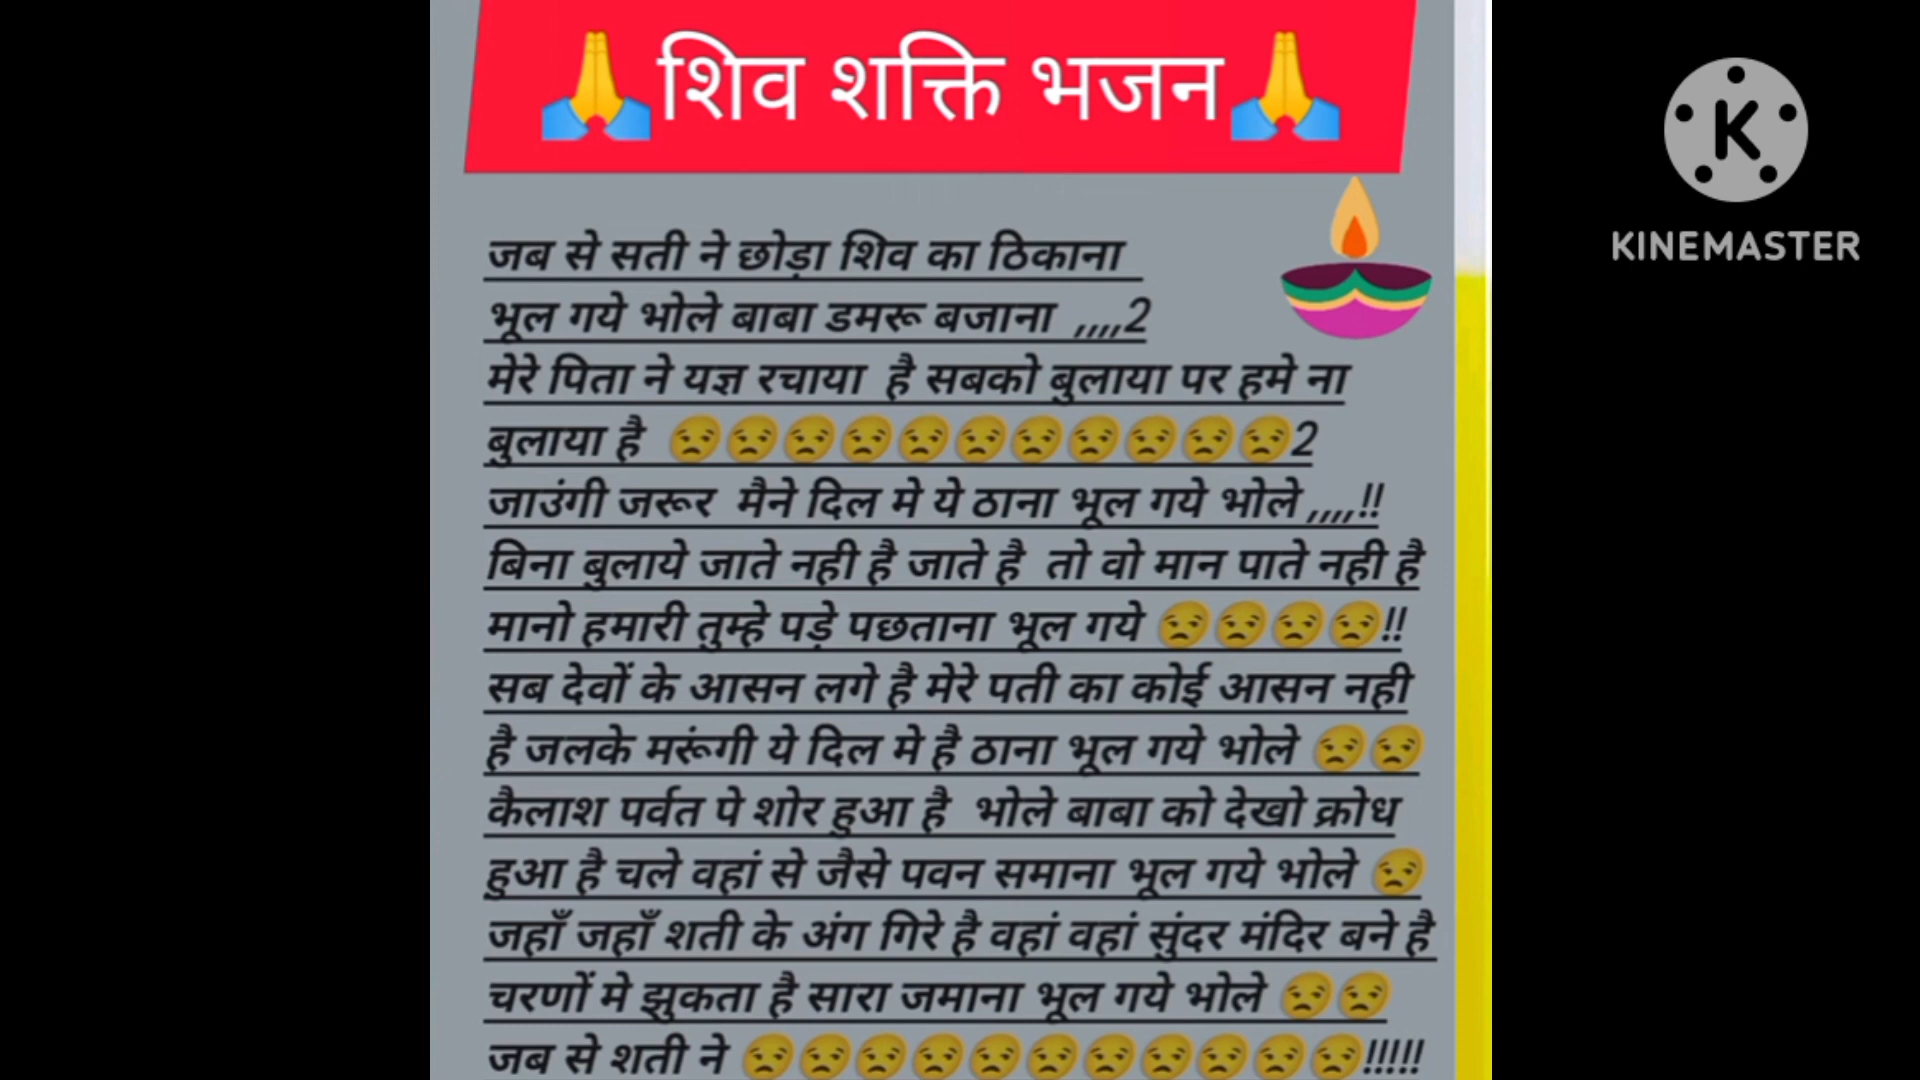 🙏शिव शक्ति भजन🙏
जब से सती ने छोड़ा शिव का ठिकाना
भूल गये भोले बाबा डमरू बजाना ,,,,2
मेरे पिता ने यज्ञ रचाया है सबको बुलाया पर हमे ना
बुलाया है 😒😒😒😒😒😒😒😒😒😒😒2
जाउंगी जरूर मैने दिल मे ये ठाना भूल गये भोले ,,,,!!
बिना बुलाये जाते नही है जाते है तो वो मान पाते नही है
मानो हमारी तुम्हे पड़े पछताना भूल गये 😒😒😒😒!!
सब देवों के आसन लगे है मेरे पती का कोई आसन नही
है जलके मरूंगी ये दिल मे है ठाना भूल गये भोले 😒😒
कैलाश पर्वत पे शोर हुआ है भोले बाबा को देखो क्रोध
हुआ है चले वहां से जैसे पवन समाना भूल गये भोले 😒
जहाँ जहाँ शती के अंग गिरे है वहां वहां सुंदर मंदिर बने है
चरणों मे झुकता है सारा जमाना भूल गये भोले 😒😒
जब से शती ने 😒😒😒😒😒😒😒😒😒😒😒!!!!!
K
KINEMASTER